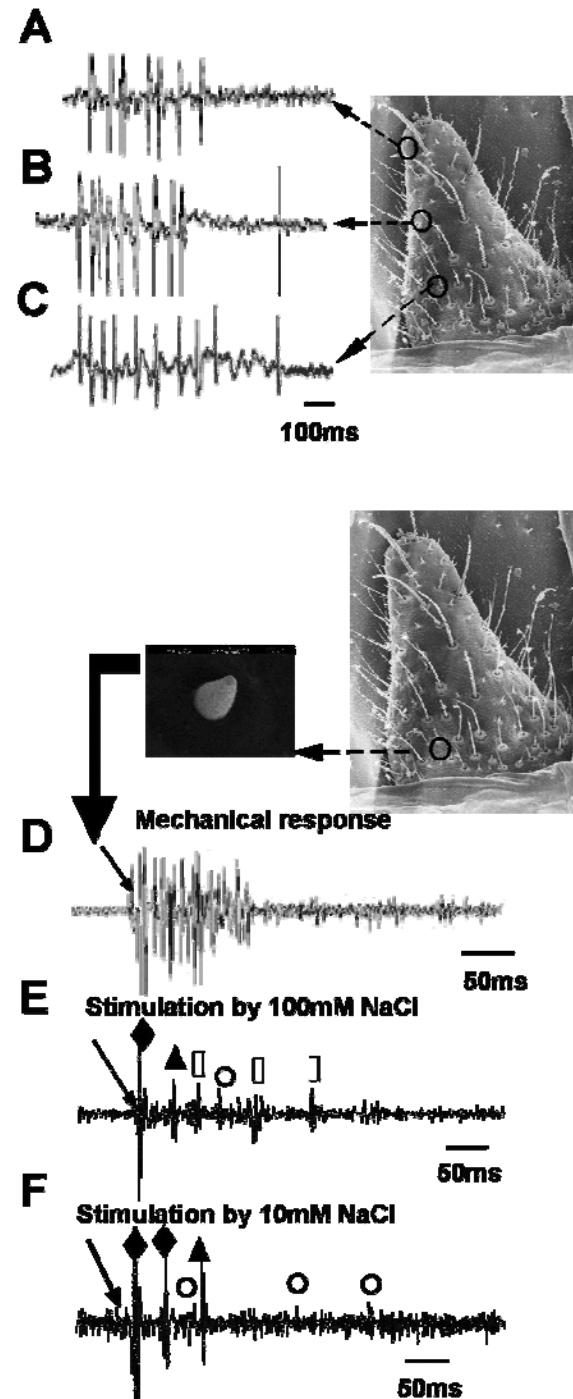 A
B
C
100ms
Mechanical response
D
50ms
E
Stimulation by 100mM NaCl
50ms
F
Stimulation by 10mM NaCl
50ms